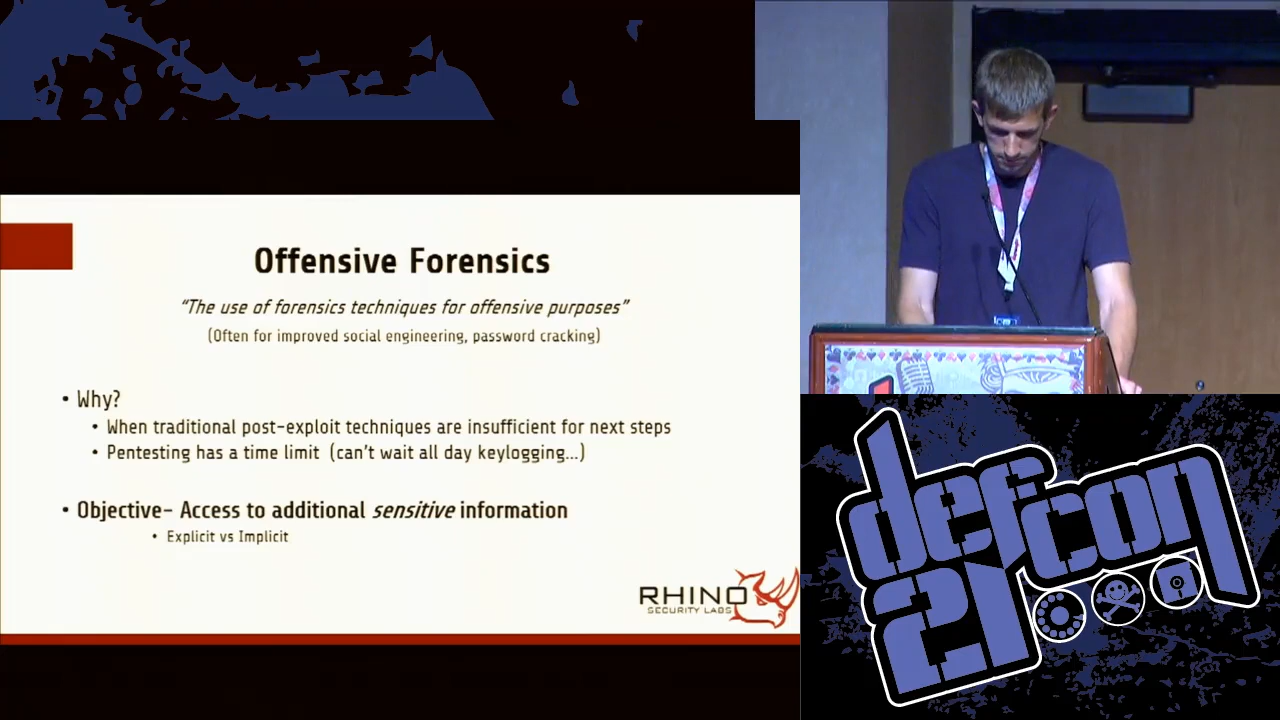 Offensive Forensics
“The use of forensics techniques for offensive purposes”
(Often for improved social engineering, password cracking)
• Why?
• When traditional post-exploit techniques are insufficient for next steps
• Pentesting has a time limit (can't wait all day keylogging...)
• Objective- Access to additional sensitive information
• Explicit vs Implicit
RHINO
SECURITY LABS
defcon
21